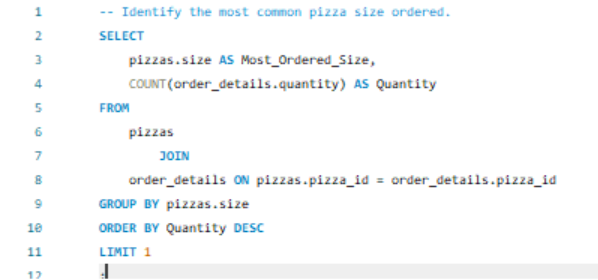 1 -- Identify the most common pizza size ordered.
2 SELECT
3 pizzas.size AS Most_Ordered_Size,
4 COUNT(order_details.quantity) AS Quantity
5 FROM
6 pizzas
7 JOIN
8 order_details ON pizzas.pizza_id = order_details.pizza_id
9 GROUP BY pizzas.size
10 ORDER BY Quantity DESC
11 LIMIT 1
12 ;